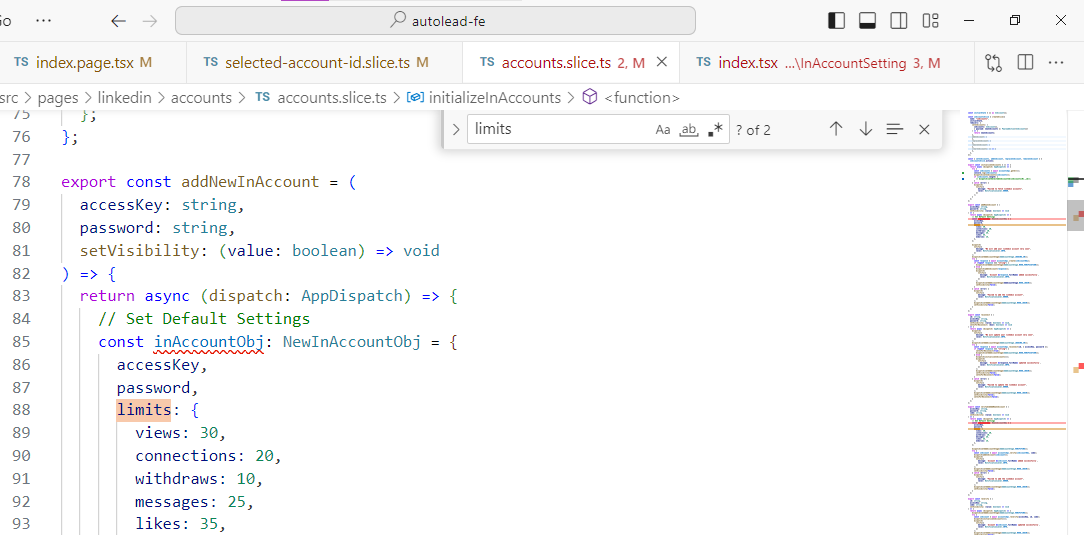 Go ··· ← → autolead-fe
TS index.page.tsx M TS selected-account-id.slice.ts M TS accounts.slice.ts 2, M TS index.tsx ...\InAccountSetting 3, M ···
src > pages > linkedin > accounts > TS accounts.slice.ts > initializeInAccounts > <function>
limits Aa ab .* ? of 2
75 };
76 };
77
78 export const addNewInAccount = (
79 accessKey: string,
80 password: string,
81 setVisibility: (value: boolean) => void
82 ) => {
83 return async (dispatch: AppDispatch) => {
84 // Set Default Settings
85 const inAccountObj: NewInAccountObj = {
86 accessKey,
87 password,
88 limits: {
89 views: 30,
90 connections: 20,
91 withdraws: 10,
92 messages: 25,
93 likes: 35,